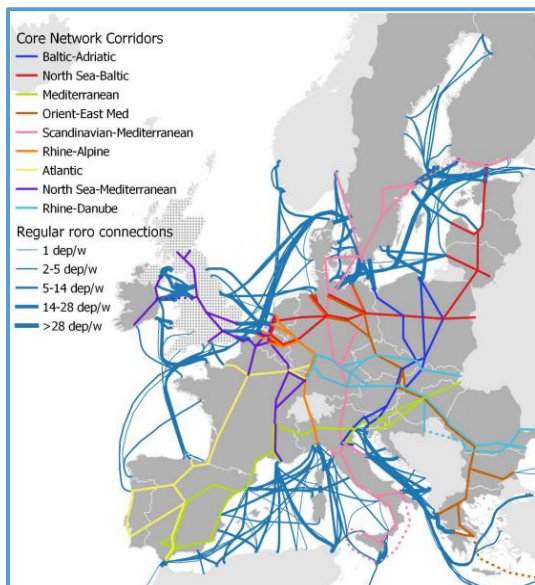 Core Network Corridors
Baltic-Adriatic
North Sea-Baltic
Mediterranean
Orient-East Med
Scandinavian-Mediterranean
Rhine-Alpine
Atlantic
North Sea-Mediterranean
Rhine-Danube
Regular roro connections
1 dep/w
2-5 dep/w
5-14 dep/w
14-28 dep/w
>28 dep/w